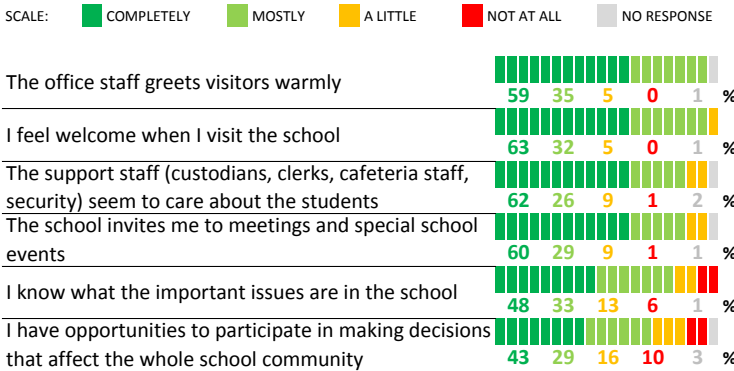 SCALE: COMPLETELY MOSTLY A LITTLE NOT AT ALL NO RESPONSE
The office staff greets visitors warmly
59 35 5 0 1 %
I feel welcome when I visit the school
63 32 5 0 1 %
The support staff (custodians, clerks, cafeteria staff,
security) seem to care about the students
62 26 9 1 2 %
The school invites me to meetings and special school
events
60 29 9 1 1 %
I know what the important issues are in the school
48 33 13 6 1 %
I have opportunities to participate in making decisions
that affect the whole school community
43 29 16 10 3 %